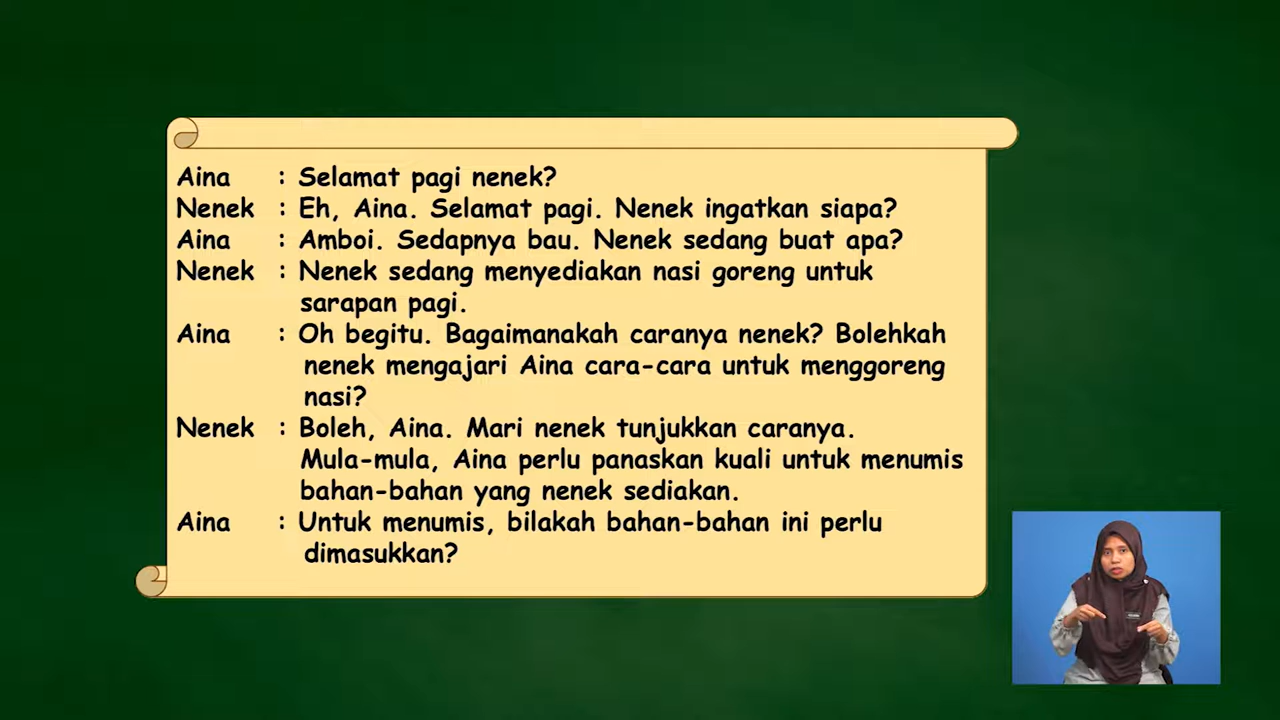 Aina : Selamat pagi nenek?
Nenek : Eh, Aina. Selamat pagi. Nenek ingatkan siapa?
Aina : Amboi. Sedapnya bau. Nenek sedang buat apa?
Nenek : Nenek sedang menyediakan nasi goreng untuk
sarapan pagi.
Aina : Oh begitu. Bagaimanakah caranya nenek? Bolehkah
nenek mengajari Aina cara-cara untuk menggoreng
nasi?
Nenek : Boleh, Aina. Mari nenek tunjukkan caranya.
Mula-mula, Aina perlu panaskan kuali untuk menumis
bahan-bahan yang nenek sediakan.
Aina : Untuk menumis, bilakah bahan-bahan ini perlu
dimasukkan?